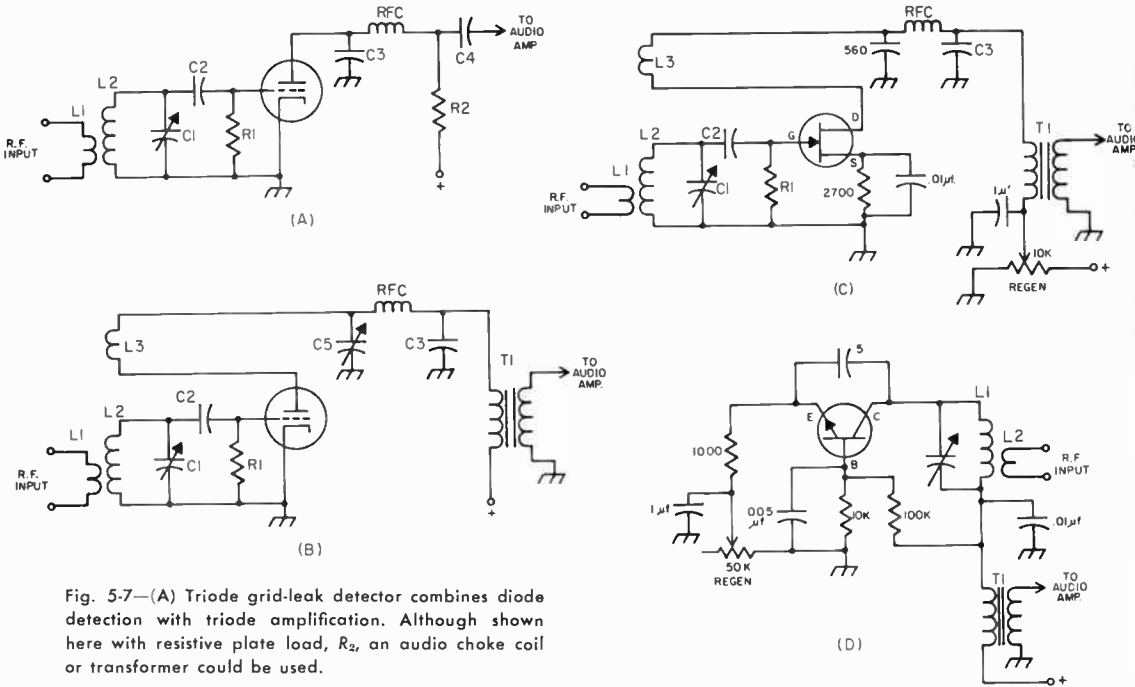 RFC
TO
AUDIO
AMP.
C3
C4
C2
L2
L1
R2
R.F.
INPUT
C1
R1
+
(A)
RFC
L3
C5
C3
T1
TO
AUDIO
AMP.
C2
L2
L1
R.F.
INPUT
C1
R1
+
(B)
Fig. 5-7—(A) Triode grid-leak detector combines diode
detection with triode amplification. Although shown
here with resistive plate load, R2, an audio choke coil
or transformer could be used.
RFC
560
C3
L3
D
TO
AUDIO
AMP.
T1
C2
L2
G
L1
S
R.F.
INPUT
C1
R1
2700
.01μf.
1μf
10K
+
REGEN
(C)
5
E
C
L1
L2
R.F.
INPUT
1000
B
1μf
.005
μf
10K
100K
.01μf
50K
REGEN
T1
TO
AUDIO
AMP.
(D)
+